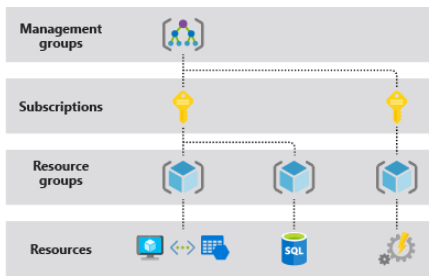 Management
groups
Subscriptions
Resource
groups
Resources
SQL